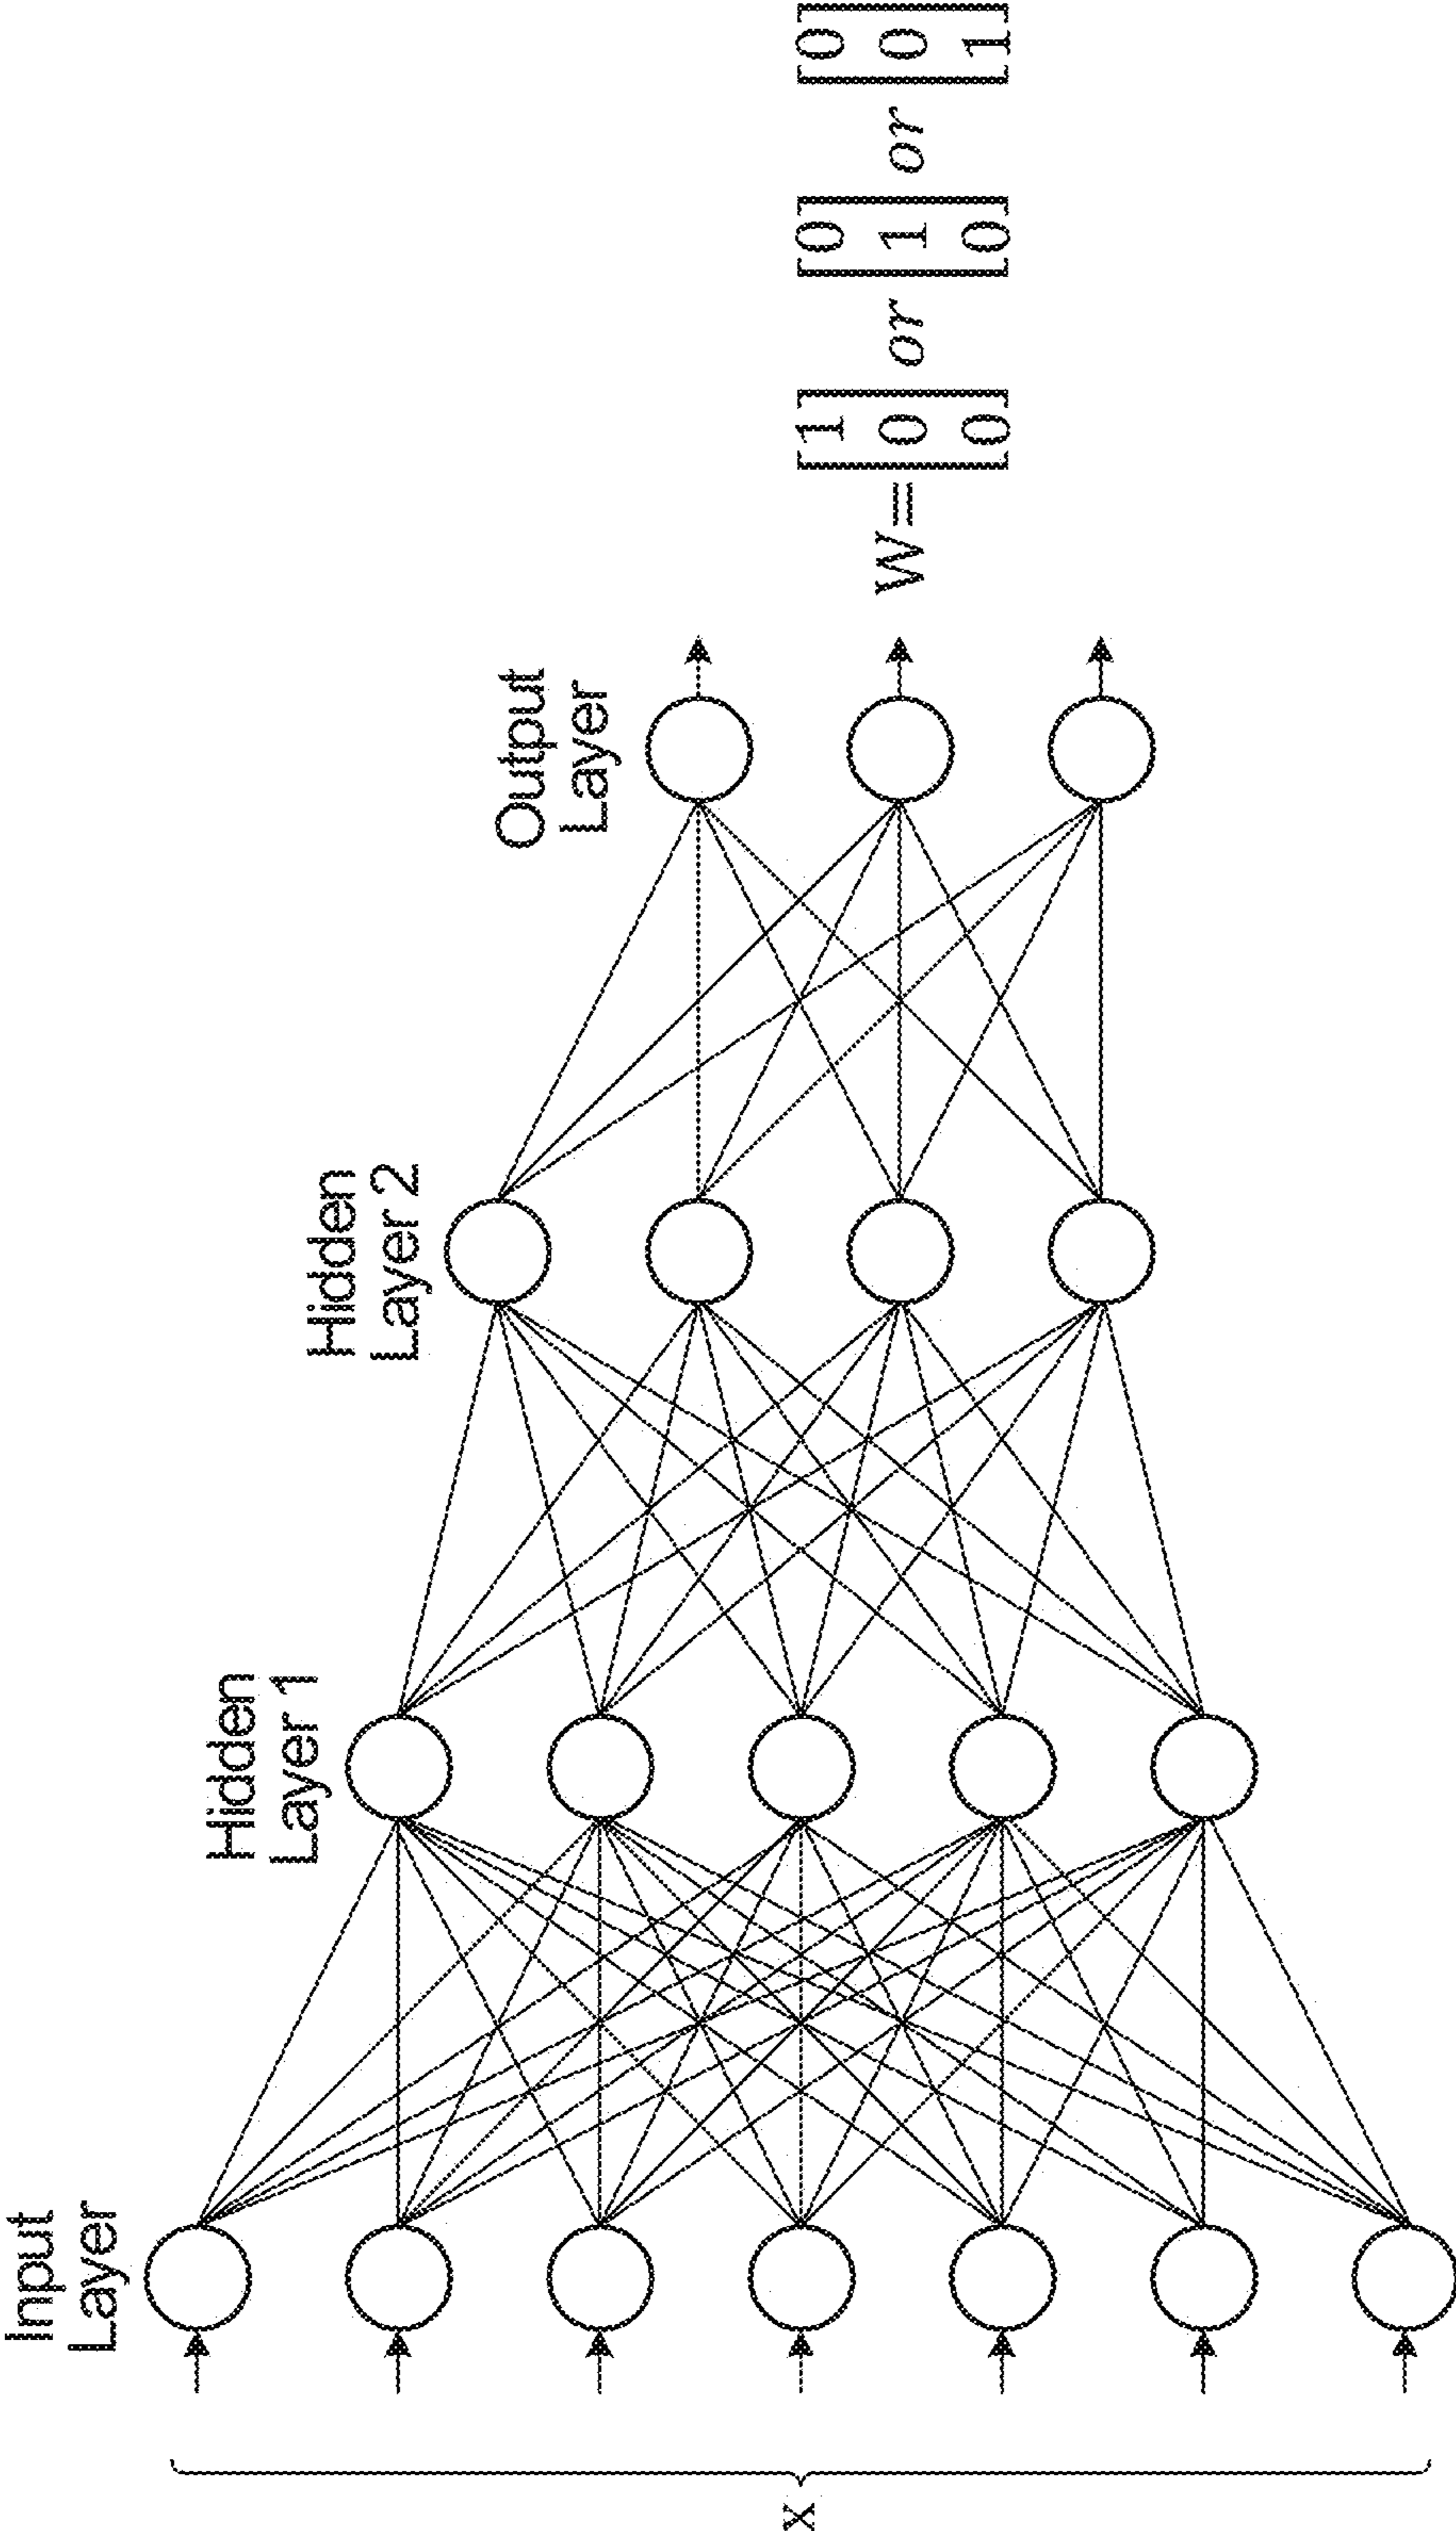 Input
Layer
Hidden
Layer 1
Hidden
Layer 2
Output
Layer
x
W= [1 0 0] or [0 1 0] or [0 0 1]